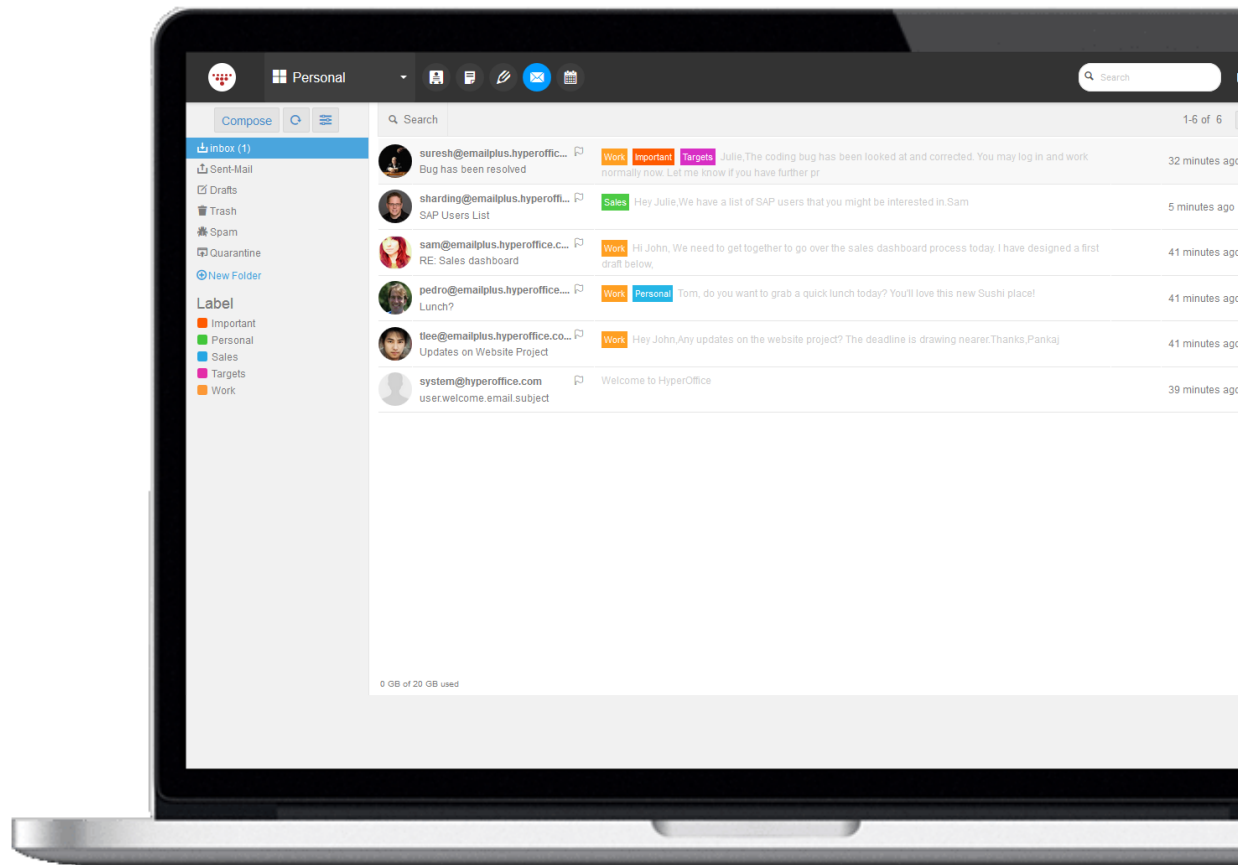 Personal
Search
Compose
Search
1-6 of 6
inbox (1)
Sent-Mail
Drafts
Trash
Spam
Quarantine
New Folder
Label
Important
Personal
Sales
Targets
Work
suresh@emailplus.hyperoffic...
Bug has been resolved
Work Important Targets Julie,The coding bug has been looked at and corrected. You may log in and work
normally now. Let me know if you have further pr
32 minutes ago
sharding@emailplus.hyperoffi...
SAP Users List
Sales Hey Julie,We have a list of SAP users that you might be interested in.Sam
5 minutes ago
sam@emailplus.hyperoffice.c...
RE: Sales dashboard
Work Hi John, We need to get together to go over the sales dashboard process today. I have designed a first
draft below,
41 minutes ago
pedro@emailplus.hyperoffice....
Lunch?
Work Personal Tom, do you want to grab a quick lunch today? You'll love this new Sushi place!
41 minutes ago
tlee@emailplus.hyperoffice.co...
Updates on Website Project
Work Hey John,Any updates on the website project? The deadline is drawing nearer.Thanks,Pankaj
41 minutes ago
system@hyperoffice.com
user.welcome.email.subject
Welcome to HyperOffice
39 minutes ago
0 GB of 20 GB used